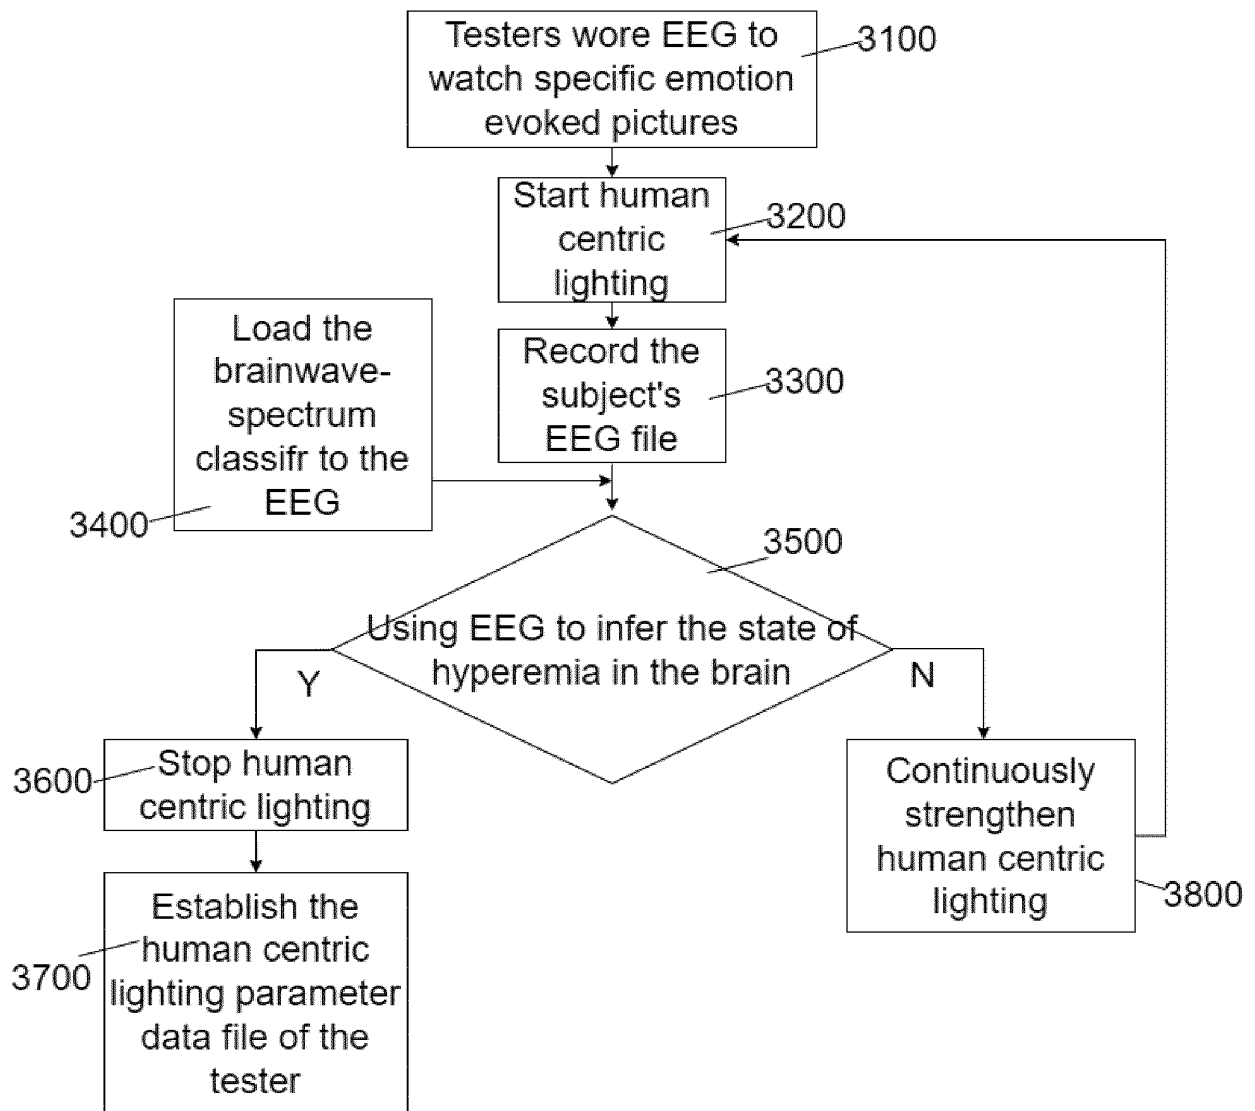 Testers wore EEG to
watch specific emotion
evoked pictures
3100
Start human
centric
lighting
3200
Record the
subject's
EEG file
3300
Load the
brainwave-
spectrum
classifr to the
EEG
3400
3500
Using EEG to infer the state of
hyperemia in the brain
Y
N
Stop human
centric lighting
3600
Establish the
human centric
lighting parameter
data file of the
tester
3700
Continuously
strengthen
human centric
lighting
3800